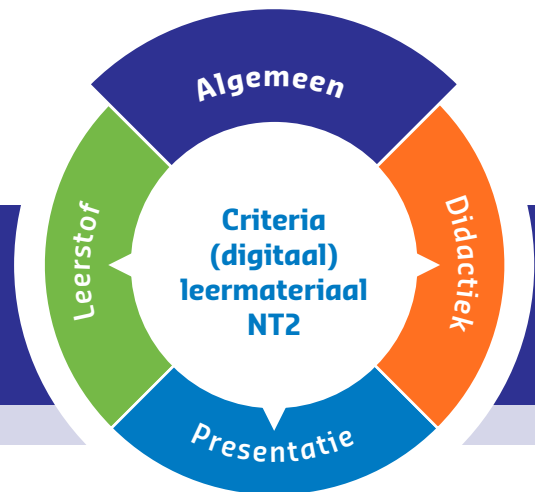 Algemeen
Leerstof
Criteria
(digitaal)
leermateriaal
NT2
Didactiek
Presentatie